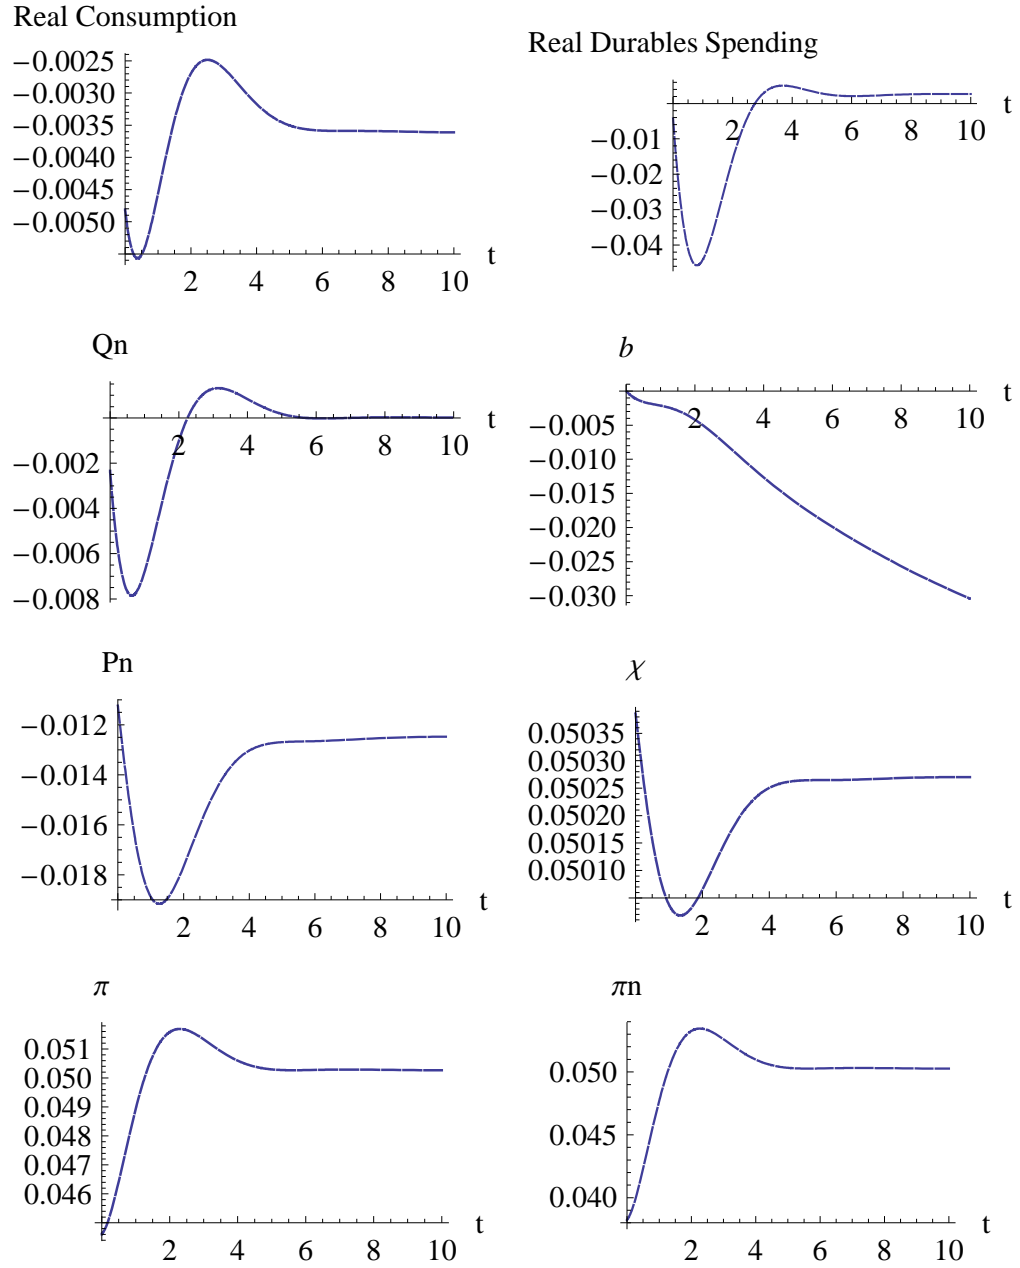 Real Consumption
−0.0025
−0.0030
−0.0035
−0.0040
−0.0045
−0.0050
2 4 6 8 10 t
Real Durables Spending
−0.01
−0.02
−0.03
−0.04
2 4 6 8 10 t
Qn
−0.002
−0.004
−0.006
−0.008
2 4 6 8 10 t
b
−0.005
−0.010
−0.015
−0.020
−0.025
−0.030
2 4 6 8 10 t
Pn
−0.012
−0.014
−0.016
−0.018
2 4 6 8 10 t
χ
0.05035
0.05030
0.05025
0.05020
0.05015
0.05010
2 4 6 8 10 t
π
0.051
0.050
0.049
0.048
0.047
0.046
2 4 6 8 10 t
πn
0.050
0.045
0.040
2 4 6 8 10 t